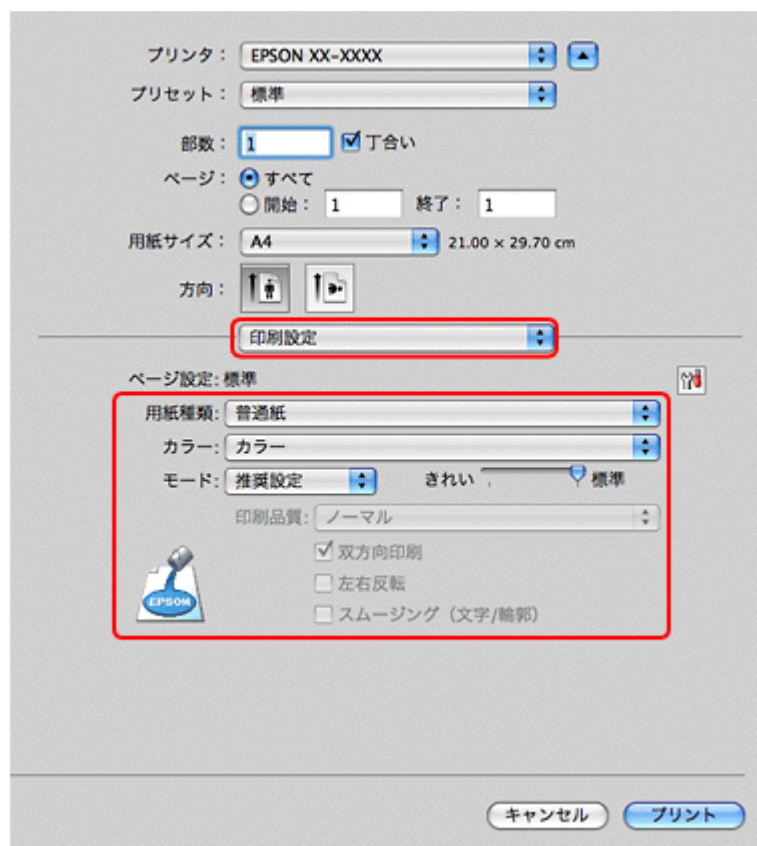 プリンタ： EPSON XX-XXXX
プリセット： 標準
部数： 1 丁合い
ページ： すべて
開始： 1 終了： 1
用紙サイズ： A4 21.00 × 29.70 cm
方向：
印刷設定
ページ設定: 標準
用紙種類: 普通紙
カラー: カラー
モード: 推奨設定 きれい 標準
印刷品質: ノーマル
双方向印刷
左右反転
EPSON
スムージング（文字/輪郭）
キャンセル プリント